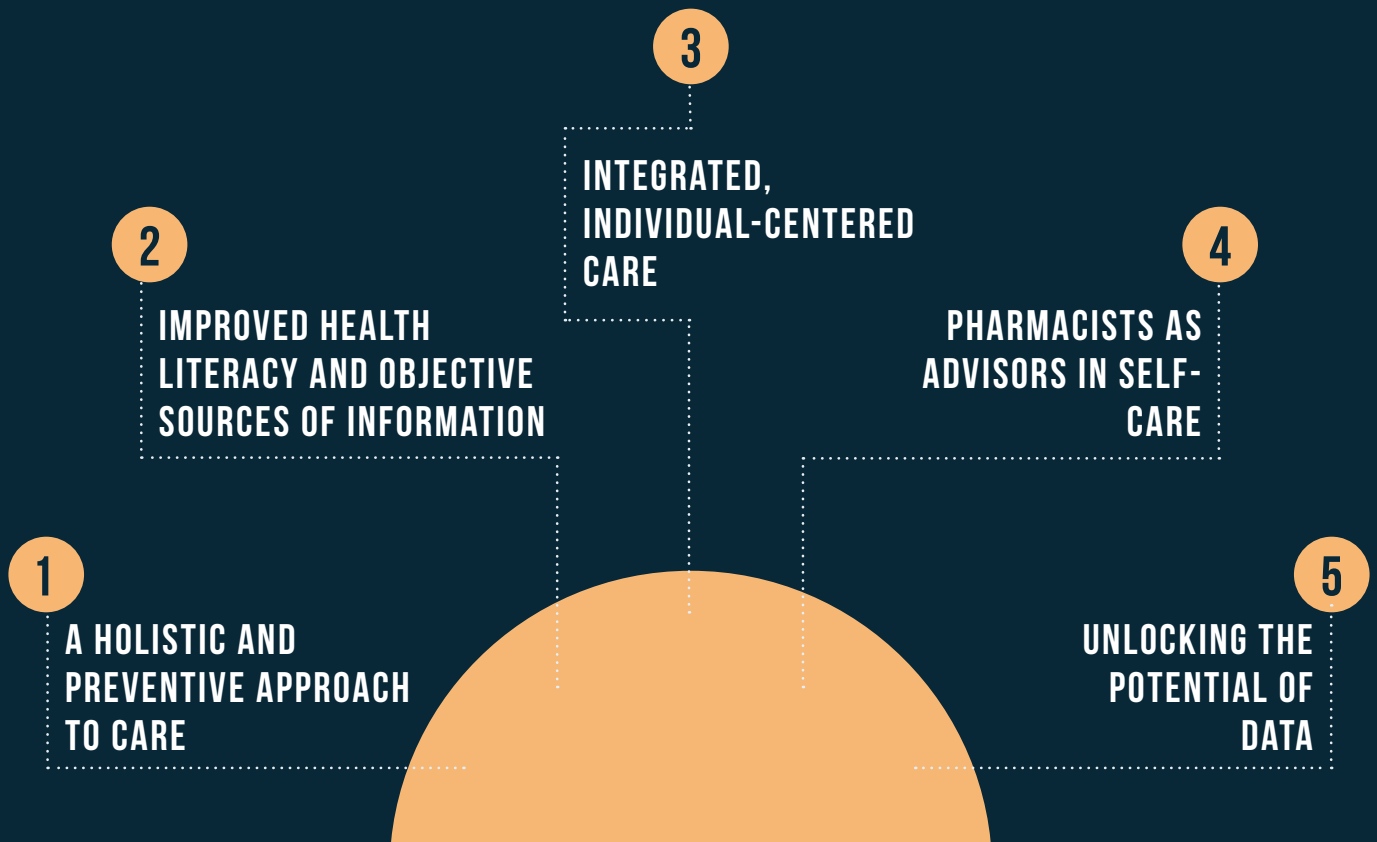 1
A HOLISTIC AND
PREVENTIVE APPROACH
TO CARE
2
IMPROVED HEALTH
LITERACY AND OBJECTIVE
SOURCES OF INFORMATION
3
INTEGRATED,
INDIVIDUAL-CENTERED
CARE
4
PHARMACISTS AS
ADVISORS IN SELF-
CARE
5
UNLOCKING THE
POTENTIAL OF
DATA